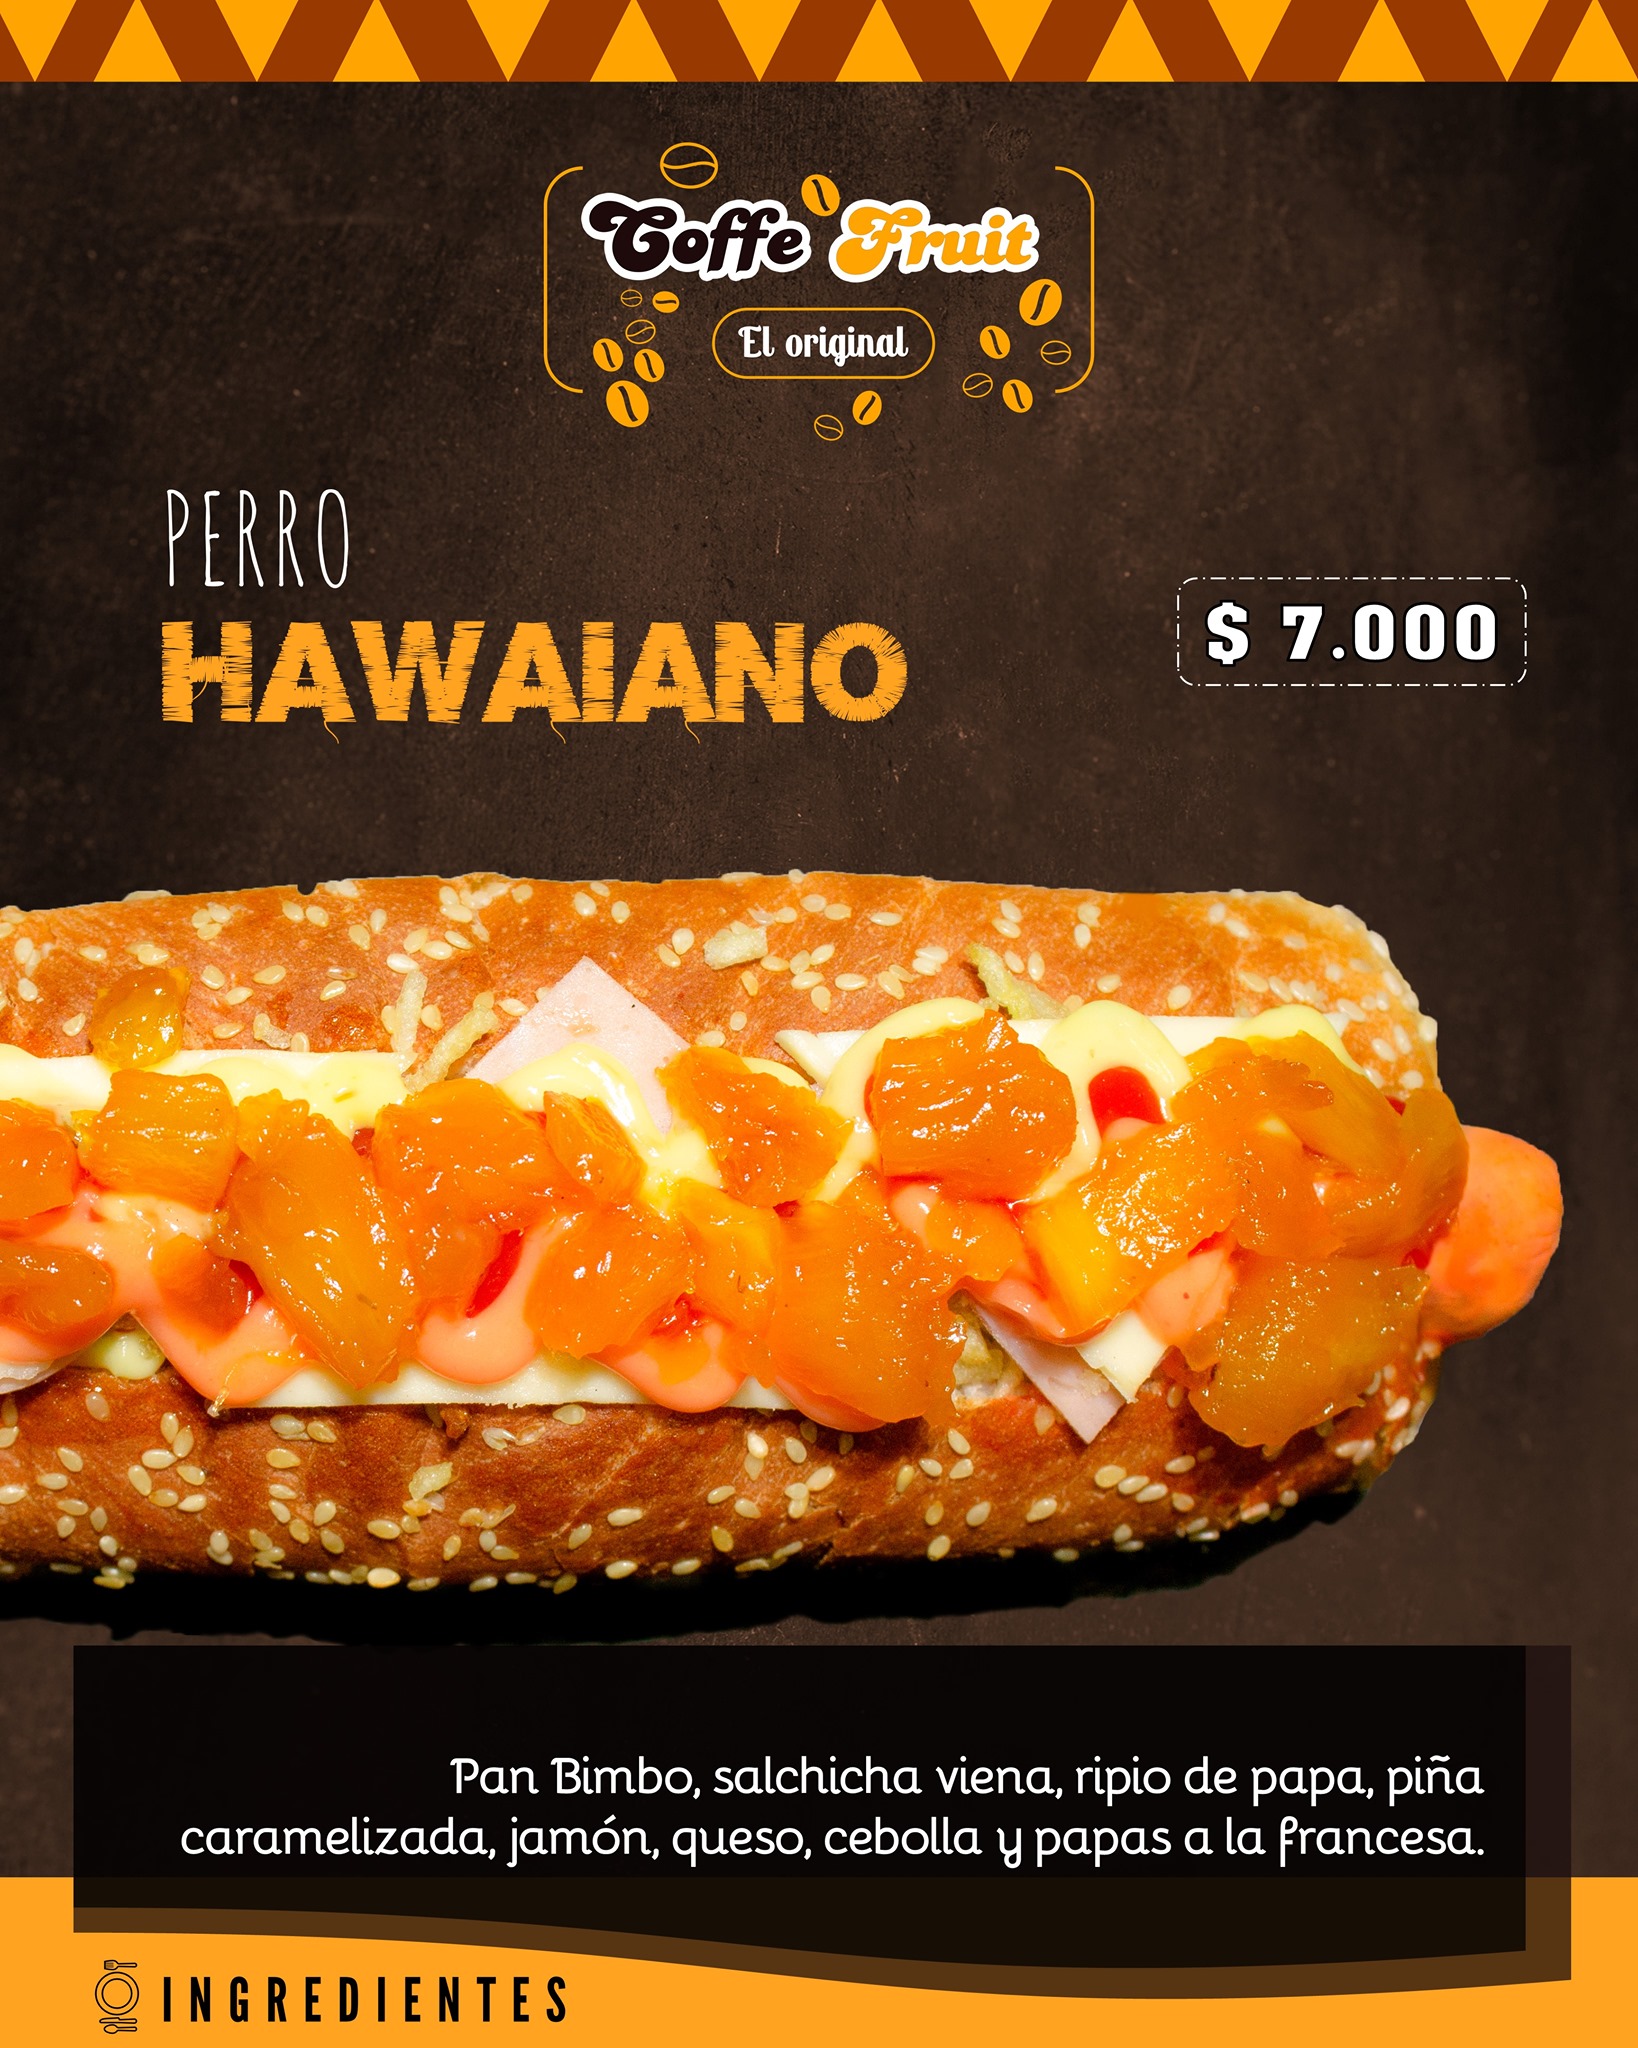 Coffe Fruit
El original
PERRO
HAWAIANO
$ 7.000
Pan Bimbo, salchicha viena, ripio de papa, piña
caramelizada, jamón, queso, cebolla y papas a la francesa.
INGREDIENTES